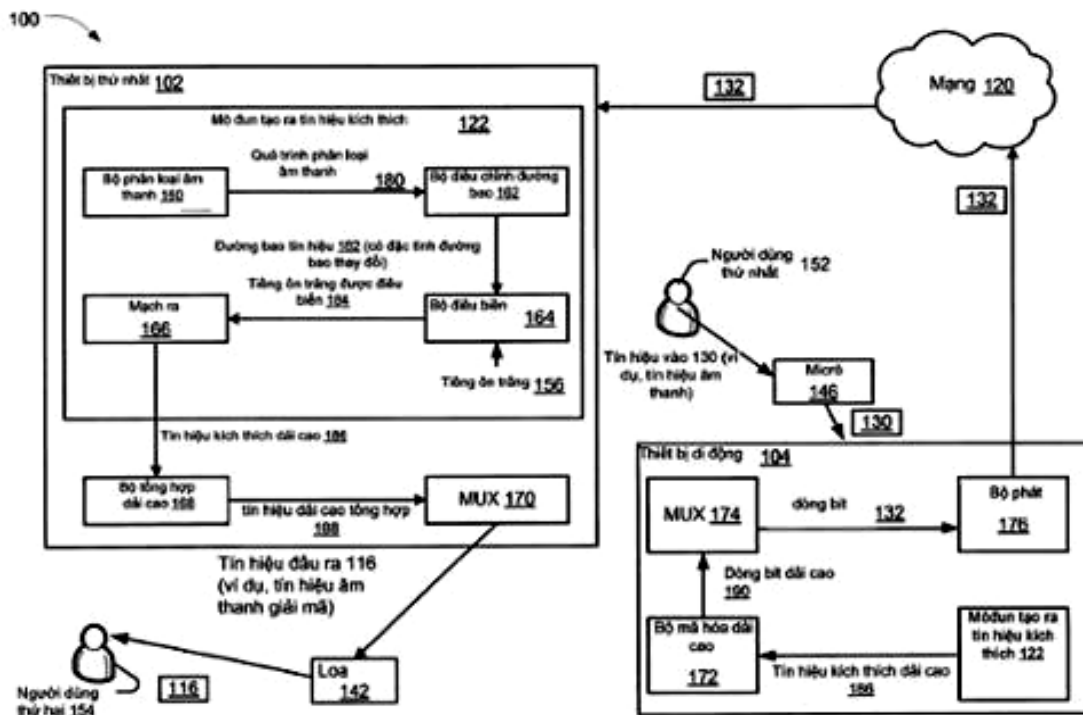 100
Thiết bị thứ nhất 102
Mô đun tạo ra tín hiệu kích thích 122
Bộ phân loại âm
thanh 160
Quá trình phân loại
âm thanh
180
Bộ điều chỉnh đường
bao 162
Đường bao tín hiệu 182 (có đặc tính đường
bao thay đổi)
Tiếng ồn trắng được điều
biến 184
Mạch ra
166
Bộ điều biến
164
Tiếng ồn trắng 156
Tín hiệu kích thích dải cao 186
Bộ tổng hợp
dải cao 168
tín hiệu dải cao tổng hợp
188
MUX 170
Tín hiệu đầu ra 116
(ví dụ, tín hiệu âm
thanh giải mã)
Loa
142
116
Người dùng
thứ hai 154
132
Mạng 120
132
Người dùng
thứ nhất
152
Tín hiệu vào 130 (ví
dụ, tín hiệu âm
thanh)
Micrô
146
130
Thiết bị di động 104
MUX 174
dòng bit 132
Bộ phát
176
Dòng bit dải cao
190
Bộ mã hóa dải
cao
172
Tín hiệu kích thích dải cao
186
Môđun tạo ra
tín hiệu kích
thích 122